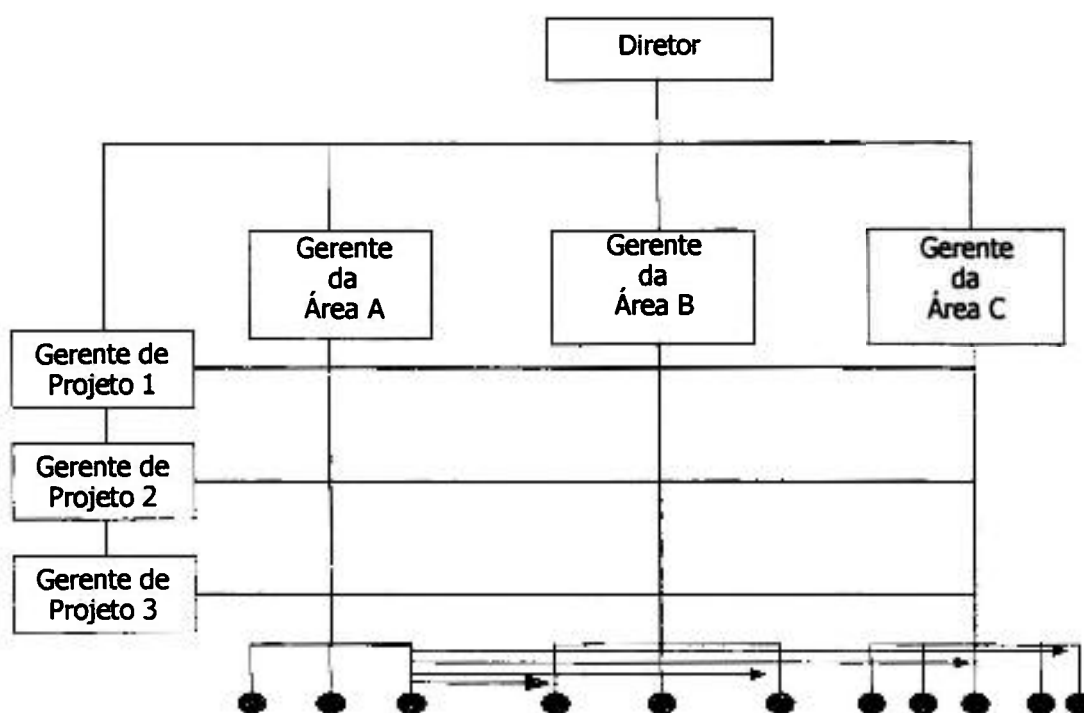 Diretor
Gerente
da
Área A
Gerente
da
Área B
Gerente
da
Área C
Gerente de
Projeto 1
Gerente de
Projeto 2
Gerente de
Projeto 3